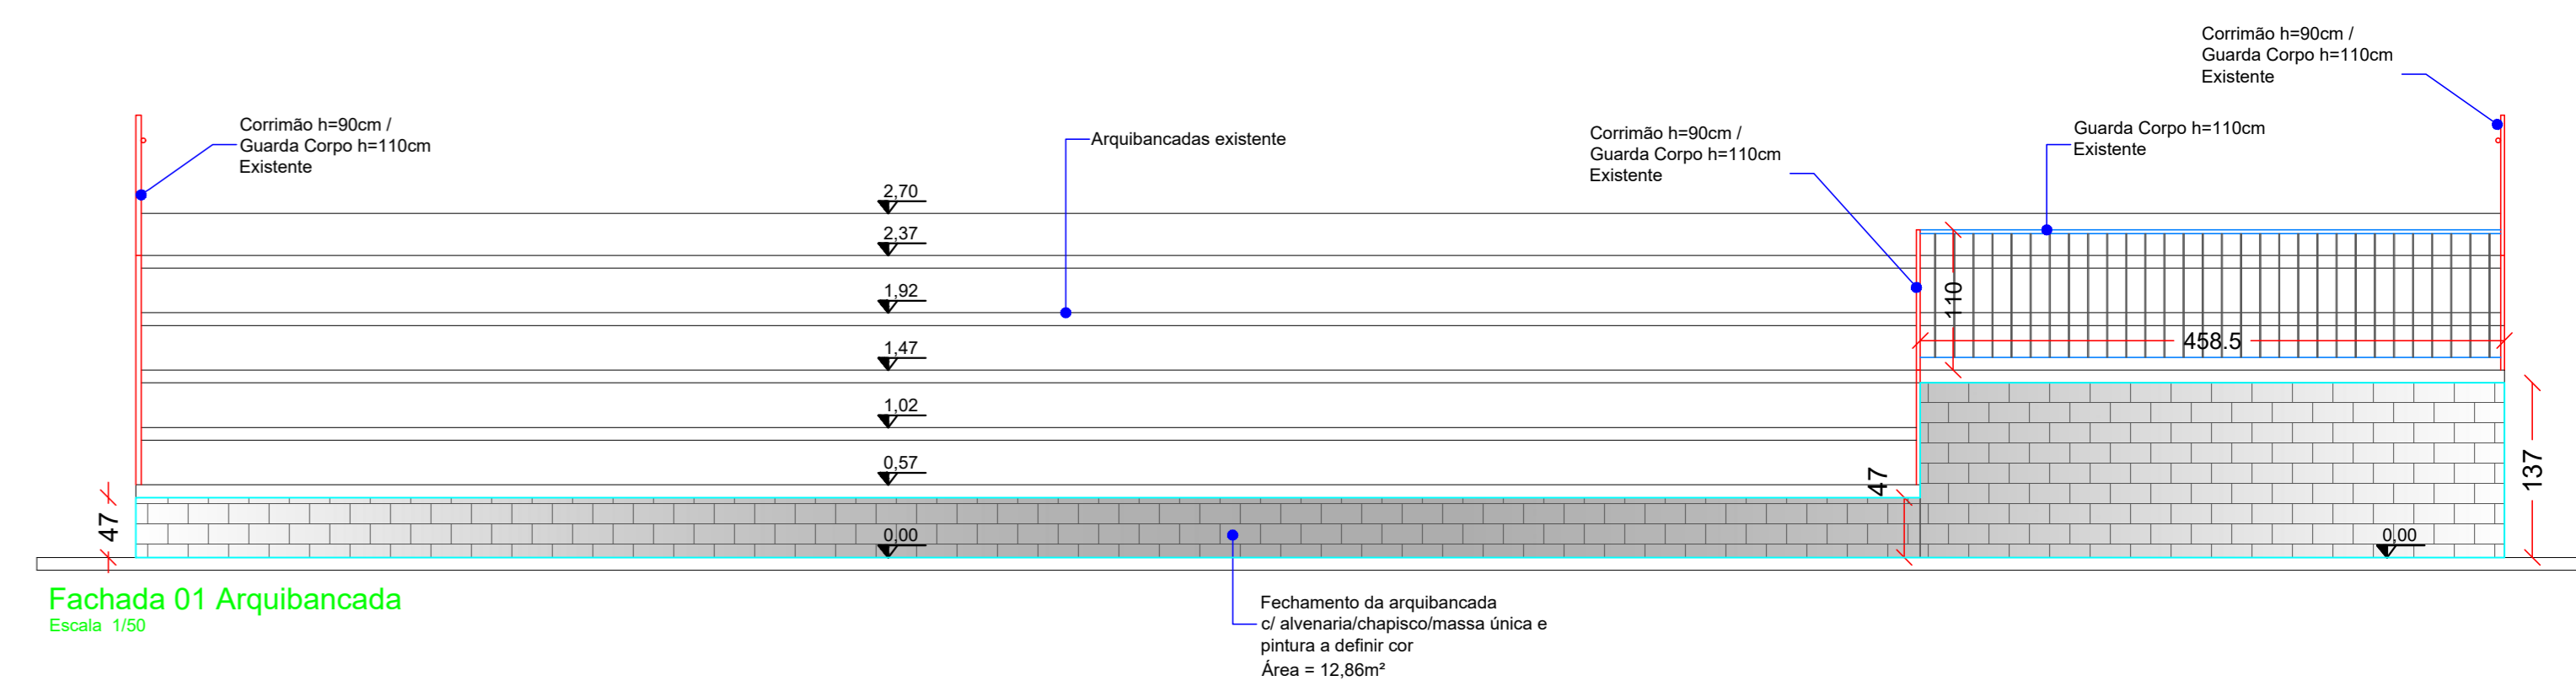 Corrimão h=90cm /
Guarda Corpo h=110cm
Existente
Corrimão h=90cm /
Guarda Corpo h=110cm
Existente
Arquibancadas existente
Corrimão h=90cm /
Guarda Corpo h=110cm
Existente
Guarda Corpo h=110cm
Existente
2,70
2,37
1,92
1,47
1,02
0,57
0,00
110
458.5
47
47
137
0,00
Fachada 01 Arquibancada
Escala 1/50
Fechamento da arquibancada
c/ alvenaria/chapisco/massa única e
pintura a definir cor
Área = 12,86m²